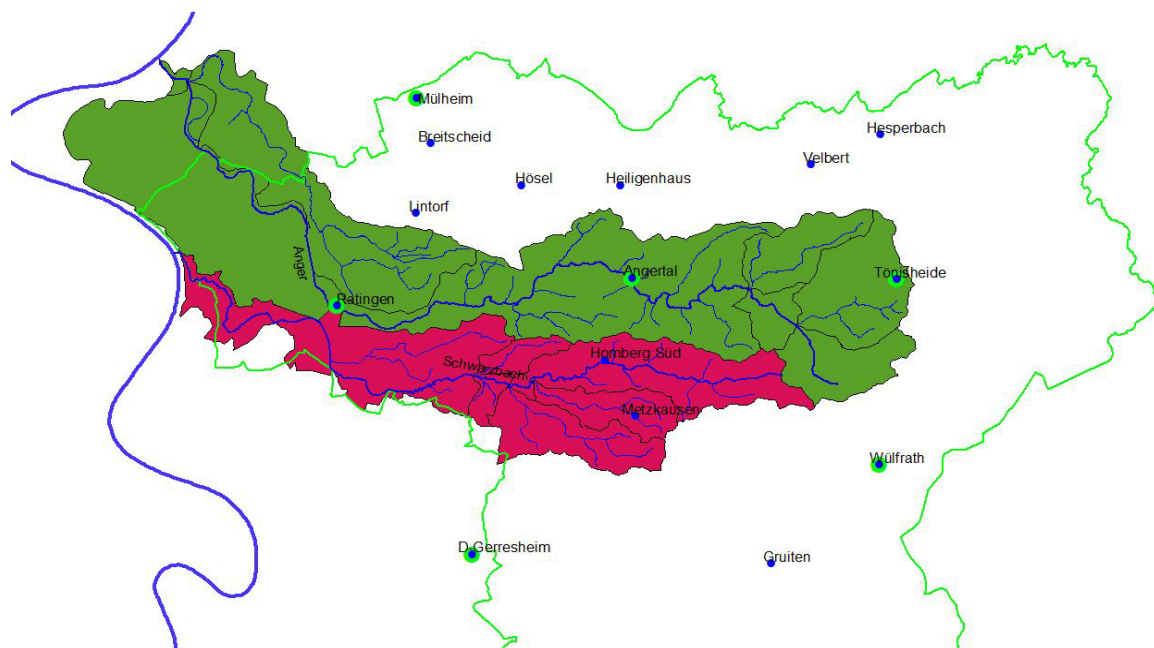 Mülheim
Hesperbach
Breitscheid
Velbert
Hösel
Heiligenhaus
Lintorf
Anger
Angertal
Tönisheide
Ratingen
Homberg Süd
Schwarzbach
Metzkausen
Wülfrath
D Gerresheim
Gruiten